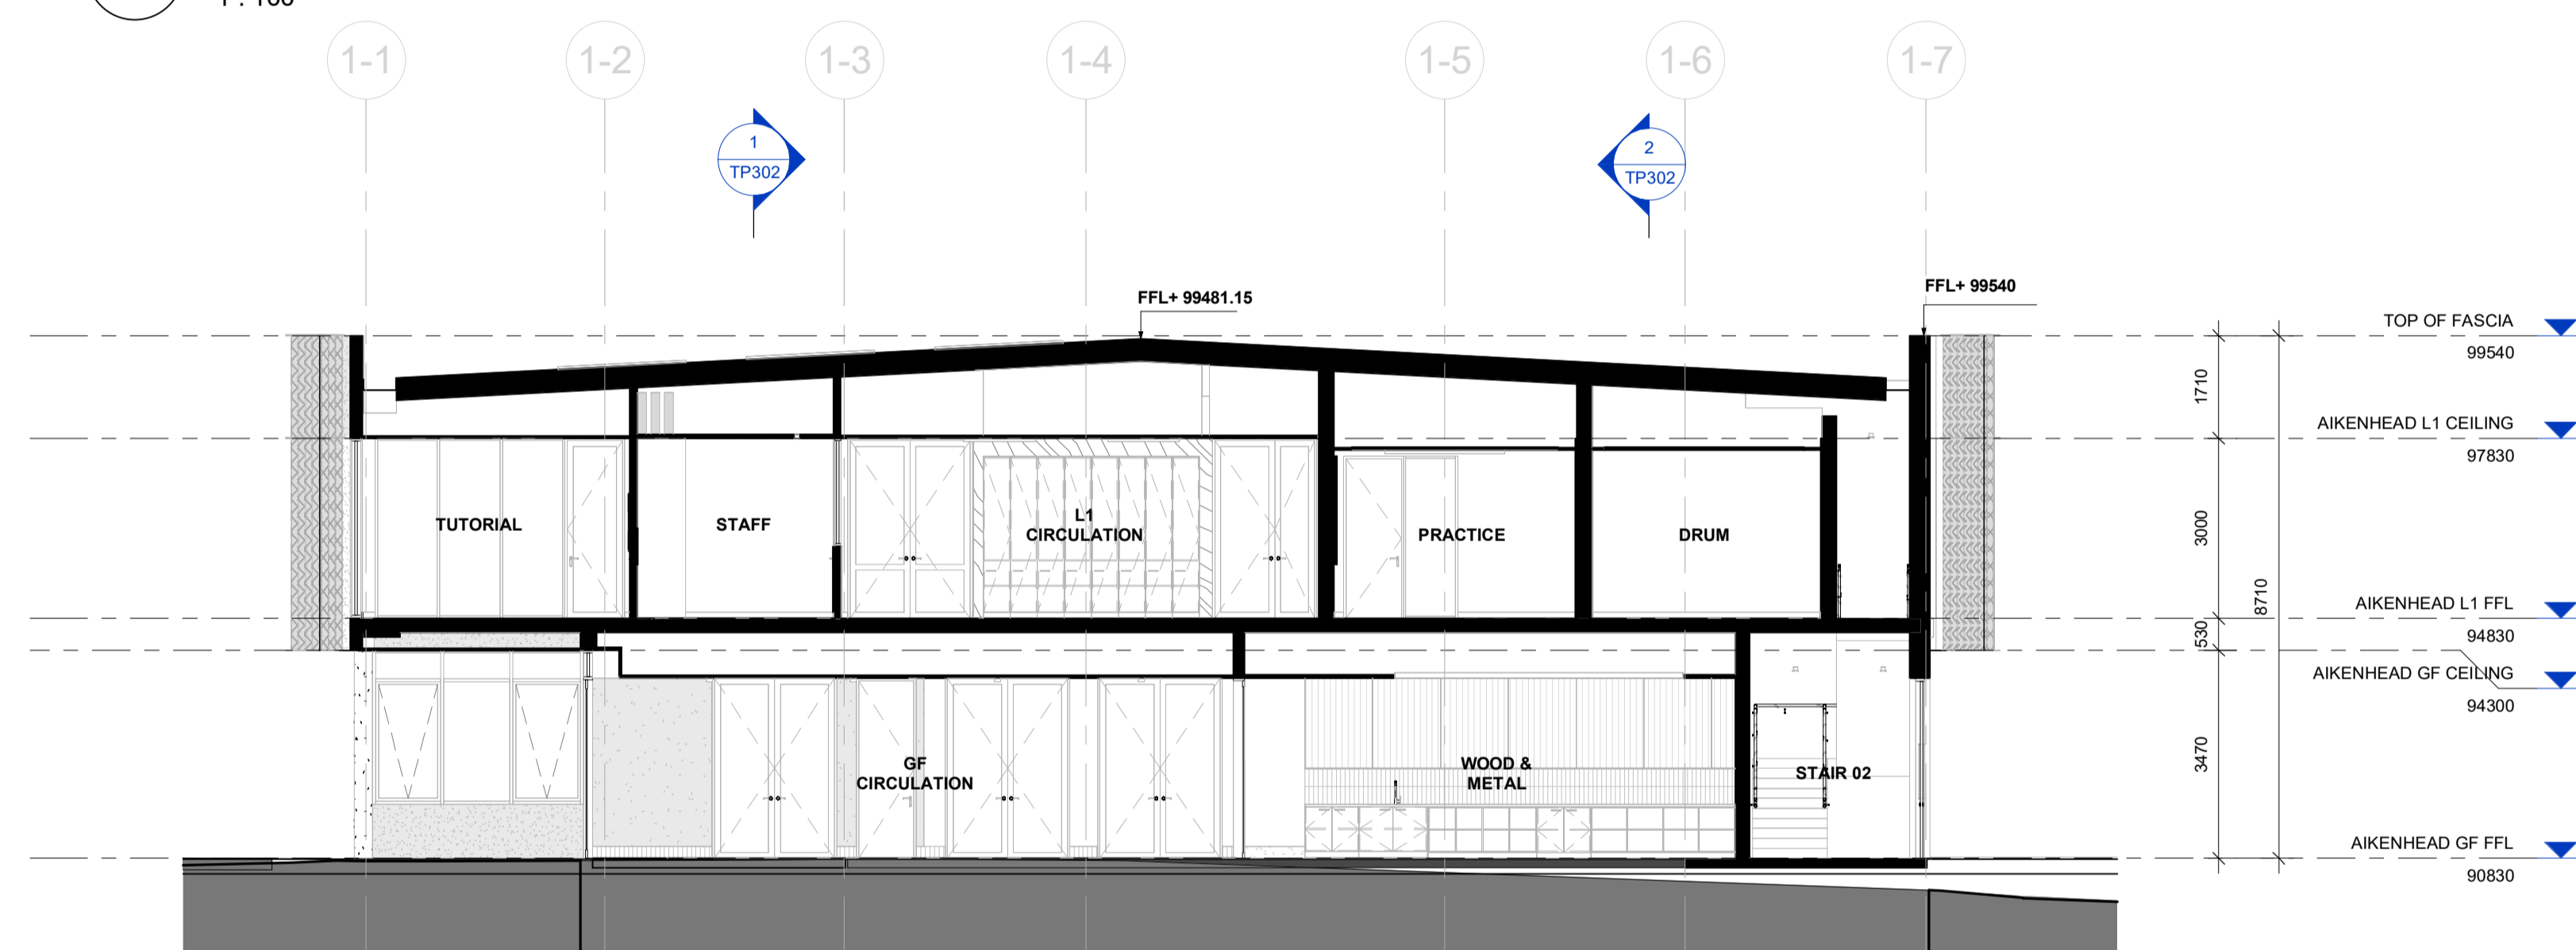 1-1
1-2
1-3
1-4
1-5
1-6
1-7
1
TP302
2
TP302
FFL+ 99481.15
FFL+ 99540
TOP OF FASCIA
99540
1710
AIKENHEAD L1 CEILING
97830
TUTORIAL
STAFF
L1
CIRCULATION
PRACTICE
DRUM
3000
8710
AIKENHEAD L1 FFL
94830
530
AIKENHEAD GF CEILING
94300
GF
CIRCULATION
WOOD &
METAL
STAIR 02
3470
AIKENHEAD GF FFL
90830